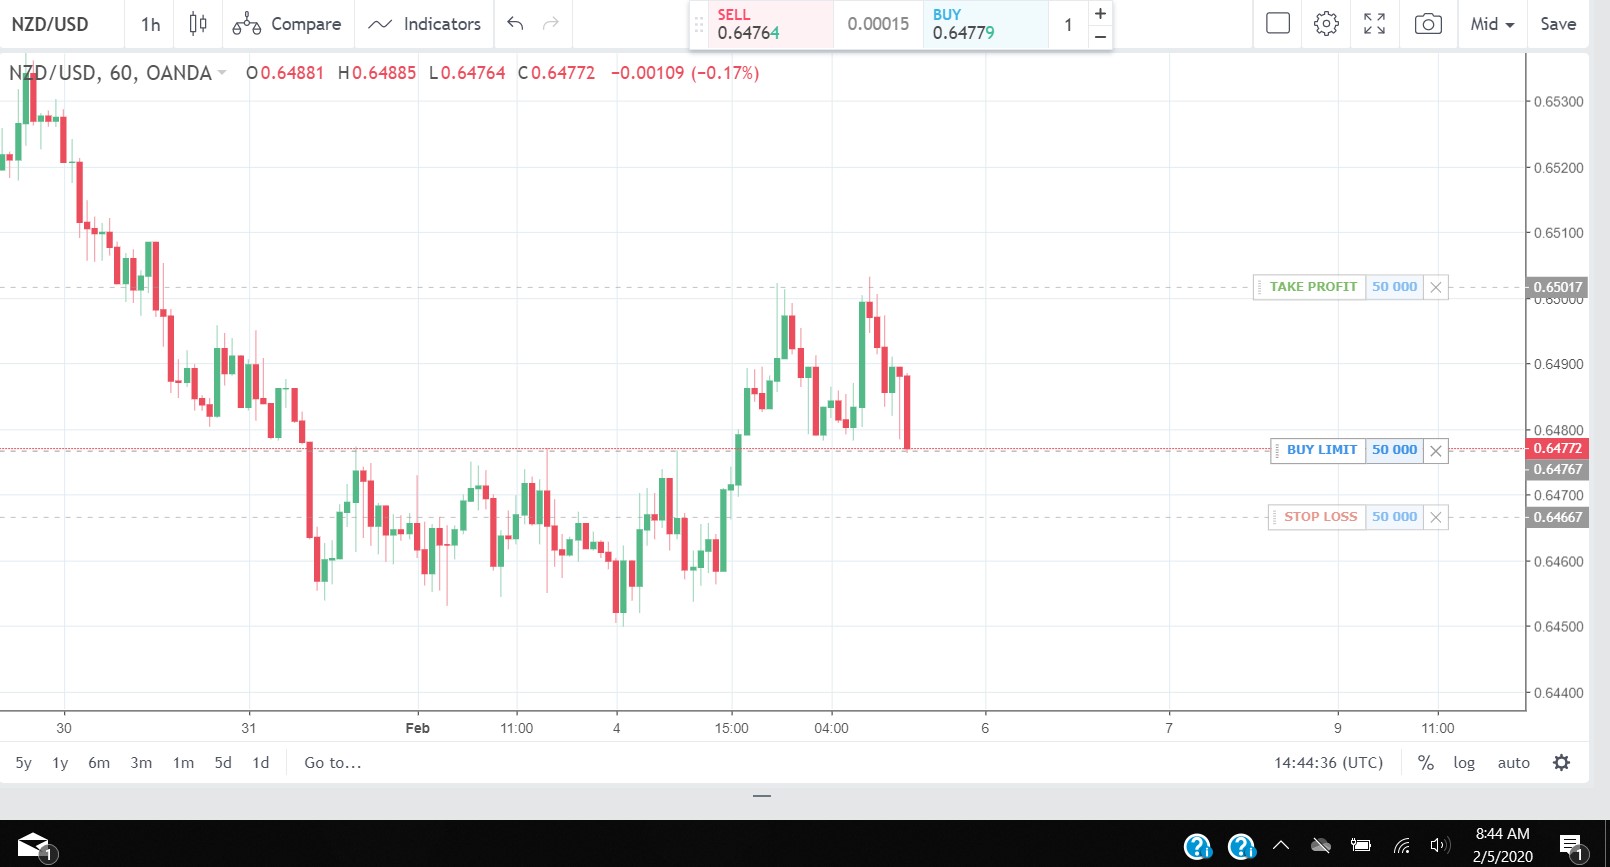 NZD/USD 1h Compare Indicators SELL 0.64764 0.00015 BUY 0.64779 1 + − Mid Save
NZD/USD, 60, OANDA O0.64881 H0.64885 L0.64764 C0.64772 −0.00109 (−0.17%)
0.65300
0.65200
0.65100
TAKE PROFIT 50 000 0.65017
0.65000
0.64900
0.64800
BUY LIMIT 50 000 0.64772
0.64767
0.64700
STOP LOSS 50 000 0.64667
0.64600
0.64500
0.64400
30 31 Feb 11:00 4 15:00 04:00 6 7 9 11:00
5y 1y 6m 3m 1m 5d 1d Go to... 14:44:36 (UTC) % log auto
8:44 AM
1 ? i ? i 2/5/2020 1